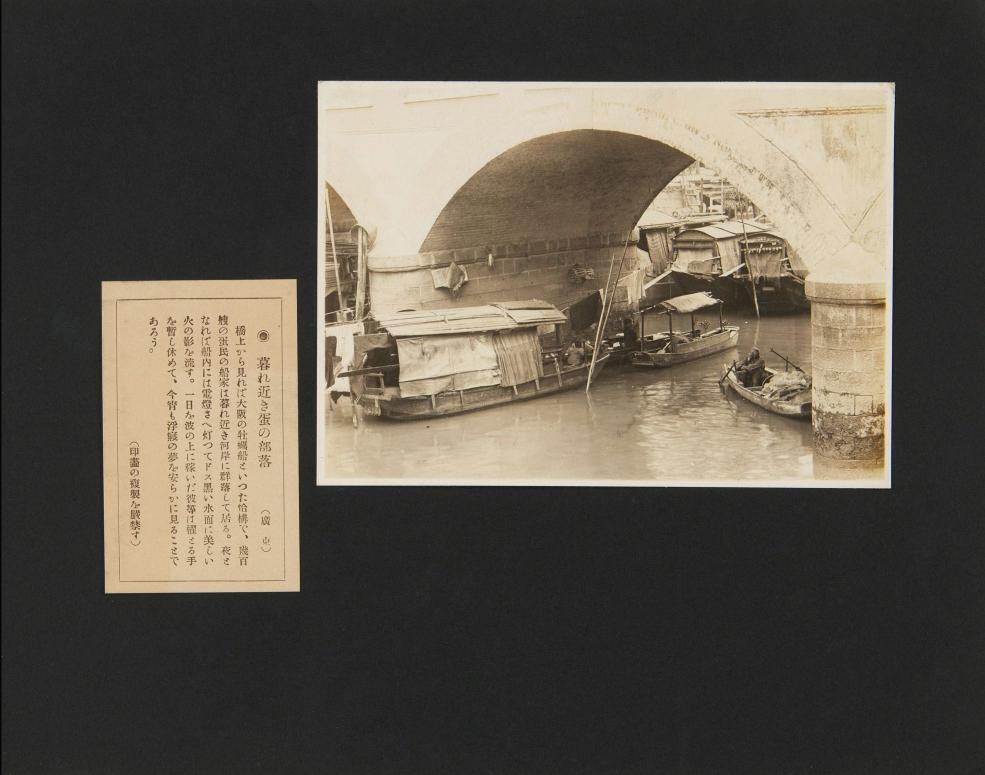 ◉ 暮れ近き蛋の部落 (廣東)
橋上から見れば大阪の牡蠣船といつた恰構で、幾百
艘の蛋民の船家は暮れ近き河岸に群落して居る。夜と
なれば船内には電燈さへ灯つてドス黒い水面に美しい
火の影を流す。一日を波の上に稼いだ彼等は櫂とる手
を暫し休めて、今宵も浮寢の夢を安らかに見ることで
あろう。
(印畵の複製を嚴禁す)